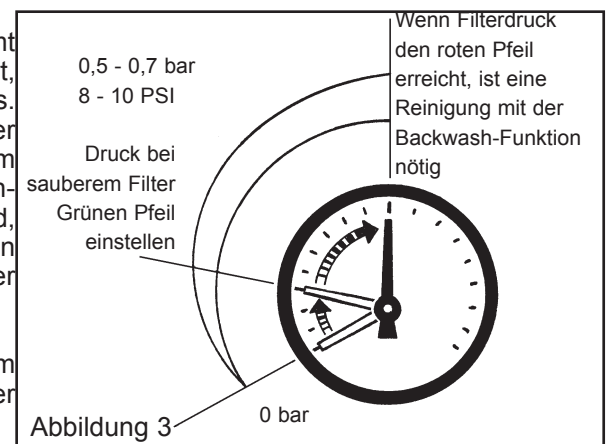 0,5 - 0,7 bar
8 - 10 PSI
Wenn Filterdruck
den roten Pfeil
erreicht, ist eine
Reinigung mit der
Backwash-Funktion
nötig
Druck bei
sauberem Filter
Grünen Pfeil
einstellen
0 bar
Abbildung 3